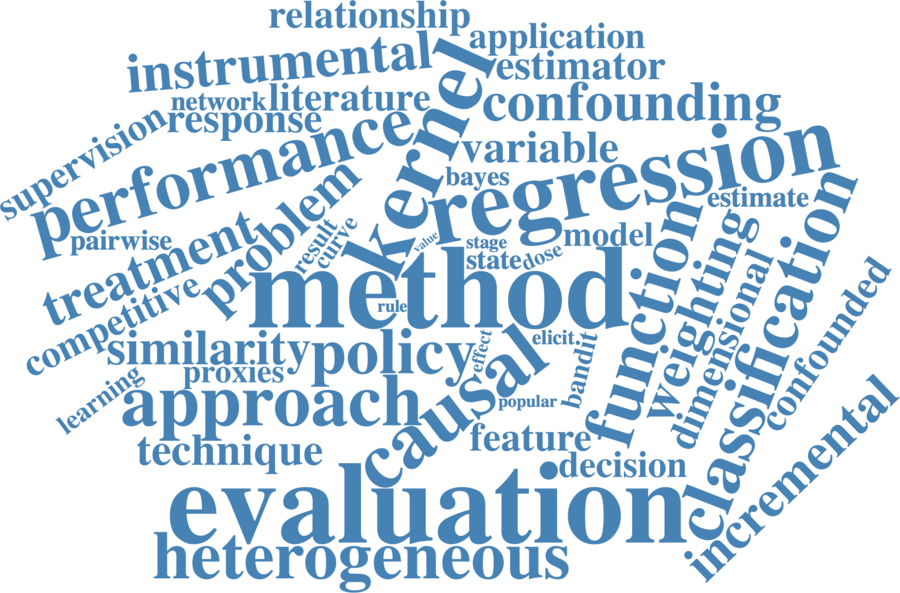 relationship
application
instrumental
kernel
estimator
network
literature
confounding
response
supervision
performance
variable
regression
bayes
estimate
pairwise
problem
treatment
result
curve
value
stage
state
dose
model
function
weighting
classification
method
rule
competitive
dimensional
confounded
similarity
policy
effect
elicit.
bandit
proxies
learning
approach
causal
popular
incremental
technique
feature
decision
evaluation
heterogeneous